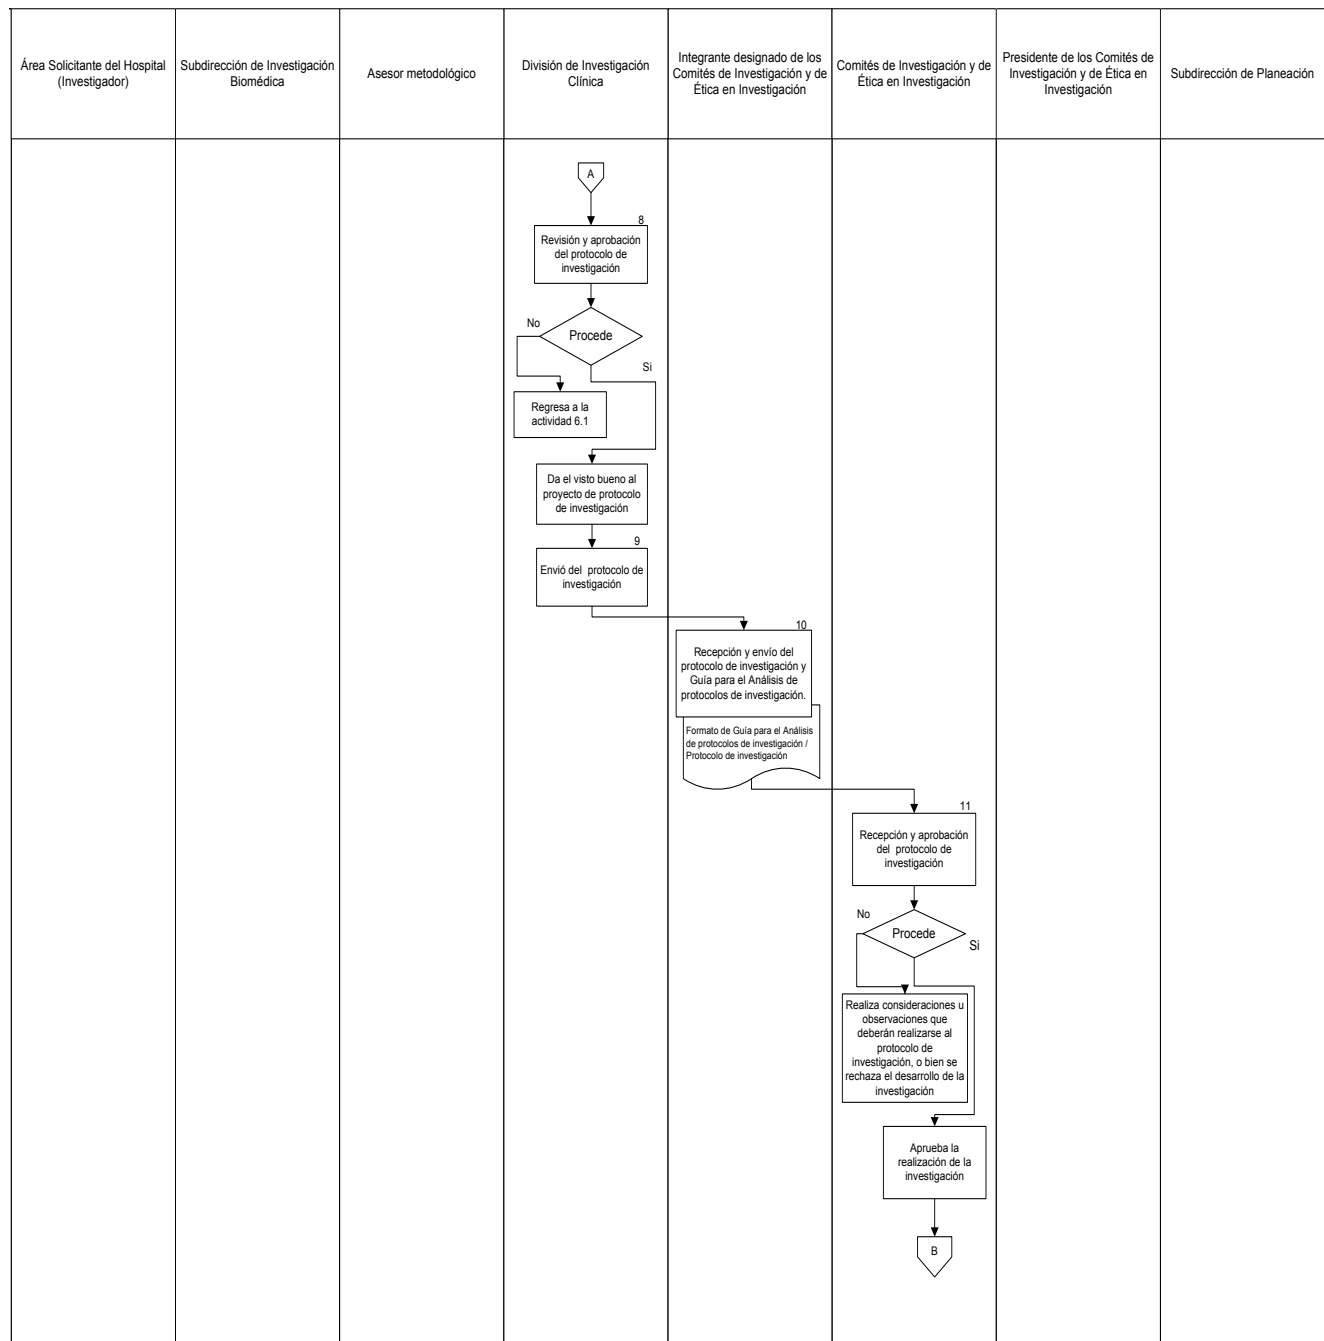 Área Solicitante del Hospital
(Investigador)
Subdirección de Investigación
Biomédica
Asesor metodológico
División de Investigación
Clínica
Integrante designado de los
Comités de Investigación y de
Ética en Investigación
Comités de Investigación y de
Ética en Investigación
Presidente de los Comités de
Investigación y de Ética en
Investigación
Subdirección de Planeación
A
8
Revisión y aprobación
del protocolo de
investigación
No
Procede
Si
Regresa a la
actividad 6.1
Da el visto bueno al
proyecto de protocolo
de investigación
9
Envió del  protocolo de
investigación
10
Recepción y envío del
protocolo de investigación y
Guía para el Análisis de
protocolos de investigación.
Formato de Guía para el Análisis
de protocolos de investigación /
Protocolo de investigación
11
Recepción y aprobación
del  protocolo de
investigación
No
Procede
Si
Realiza consideraciones u
observaciones que
deberán realizarse al
protocolo de
investigación, o bien se
rechaza el desarrollo de la
investigación
Aprueba la
realización de la
investigación
B